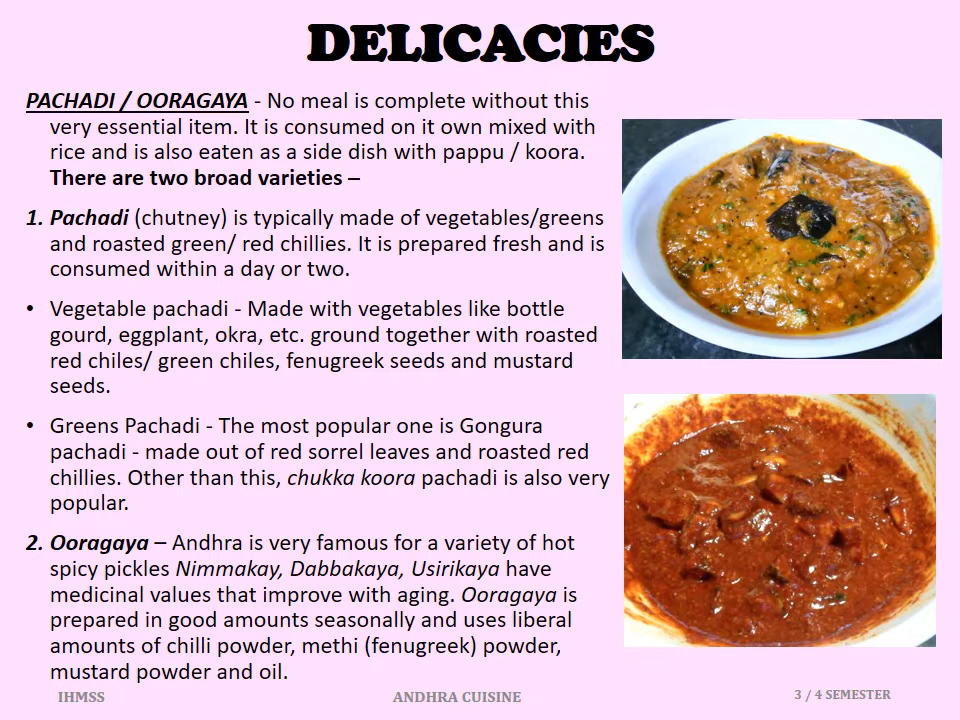 DELICACIES
PACHADI / OORAGAYA - No meal is complete without this
very essential item. It is consumed on it own mixed with
rice and is also eaten as a side dish with pappu / koora.
There are two broad varieties –
1. Pachadi (chutney) is typically made of vegetables/greens
and roasted green/ red chillies. It is prepared fresh and is
consumed within a day or two.
• Vegetable pachadi - Made with vegetables like bottle
gourd, eggplant, okra, etc. ground together with roasted
red chiles/ green chiles, fenugreek seeds and mustard
seeds.
• Greens Pachadi - The most popular one is Gongura
pachadi - made out of red sorrel leaves and roasted red
chillies. Other than this, chukka koora pachadi is also very
popular.
2. Ooragaya – Andhra is very famous for a variety of hot
spicy pickles Nimmakay, Dabbakaya, Usirikaya have
medicinal values that improve with aging. Ooragaya is
prepared in good amounts seasonally and uses liberal
amounts of chilli powder, methi (fenugreek) powder,
mustard powder and oil.
IHMSS ANDHRA CUISINE 3 / 4 SEMESTER